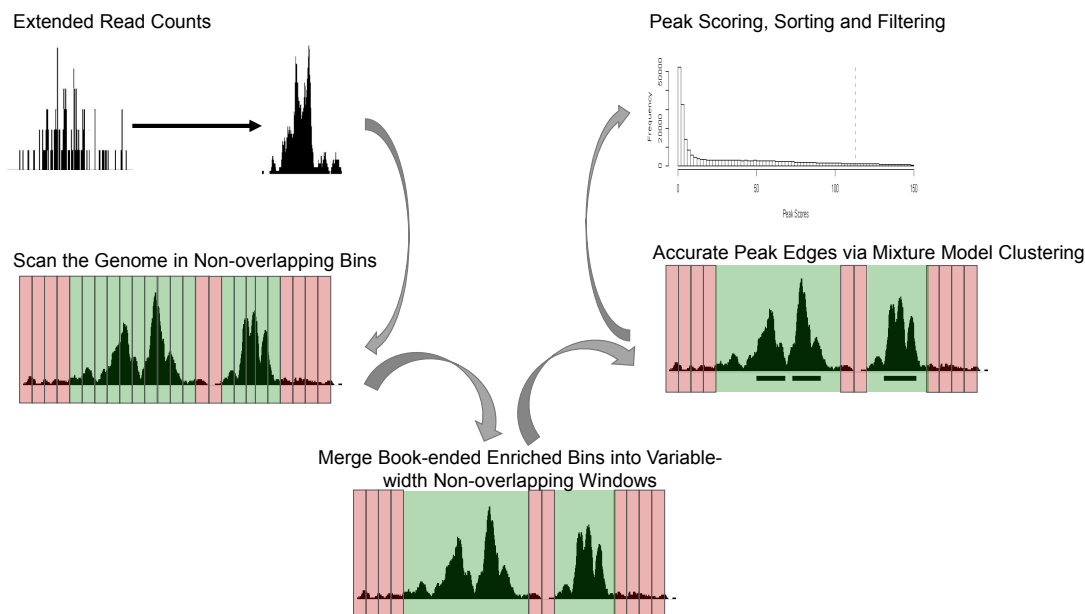 Extended Read Counts
Peak Scoring, Sorting and Filtering
Frequency
0 20000 50000
0 50 100 150
Peak Scores
Scan the Genome in Non-overlapping Bins
Accurate Peak Edges via Mixture Model Clustering
Merge Book-ended Enriched Bins into Variable-
width Non-overlapping Windows